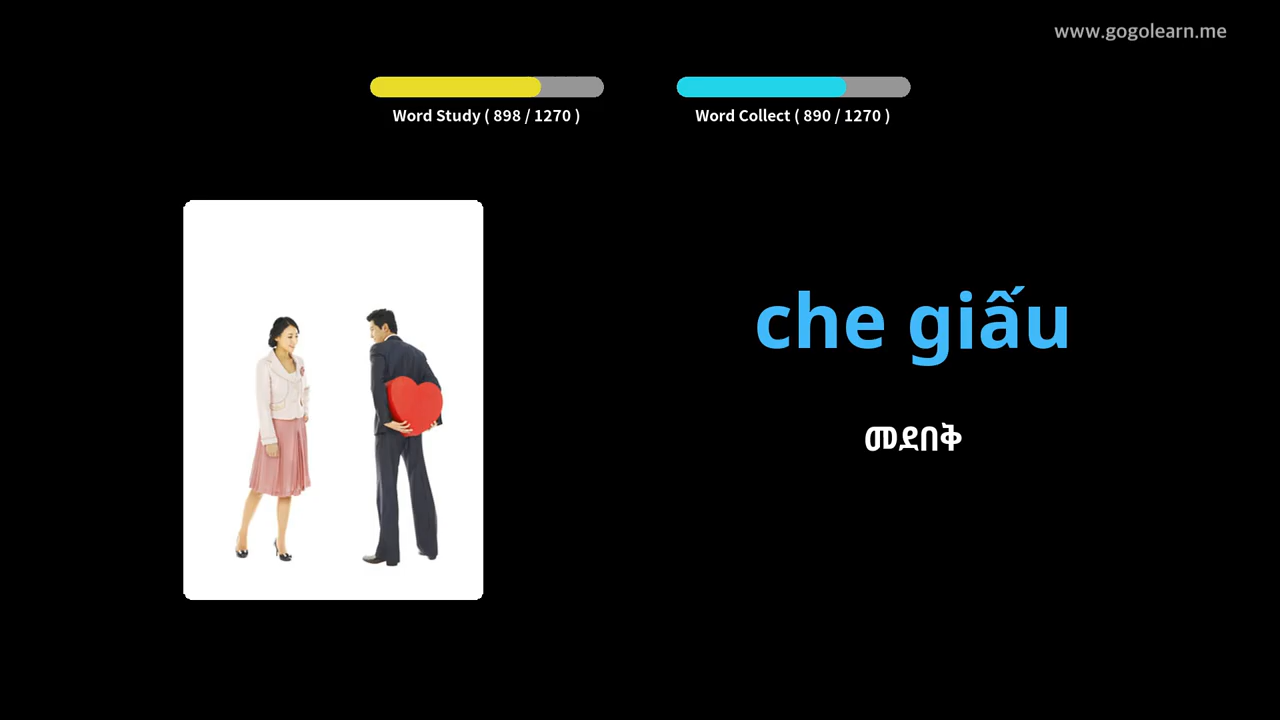 www.gogolearn.me
Word Study ( 898 / 1270 )
Word Collect ( 890 / 1270 )
che giấu
መደበቅ